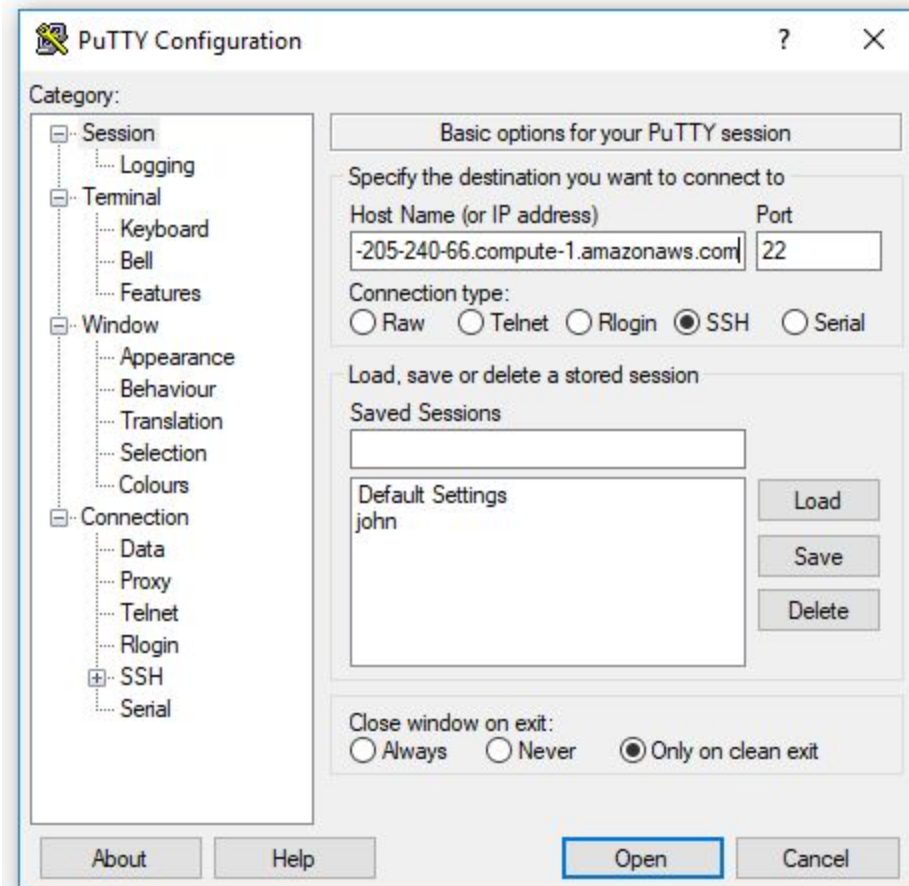 PuTTY Configuration
?
Category:
Session
Logging
Terminal
Keyboard
Bell
Features
Window
Appearance
Behaviour
Translation
Selection
Colours
Connection
Data
Proxy
Telnet
Rlogin
SSH
Serial
Basic options for your PuTTY session
Specify the destination you want to connect to
Host Name (or IP address) Port
-205-240-66.compute-1.amazonaws.com 22
Connection type:
Raw Telnet Rlogin SSH Serial
Load, save or delete a stored session
Saved Sessions
Default Settings
john
Load
Save
Delete
Close window on exit:
Always Never Only on clean exit
About Help Open Cancel